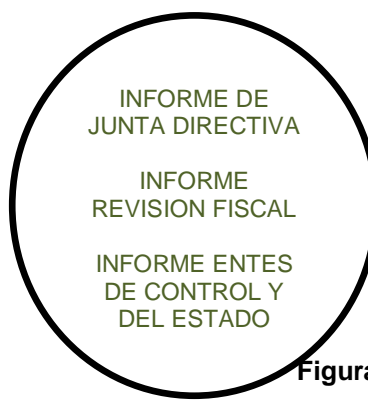 INFORME DE
JUNTA DIRECTIVA
INFORME
REVISION FISCAL
INFORME ENTES
DE CONTROL Y
DEL ESTADO
Figura